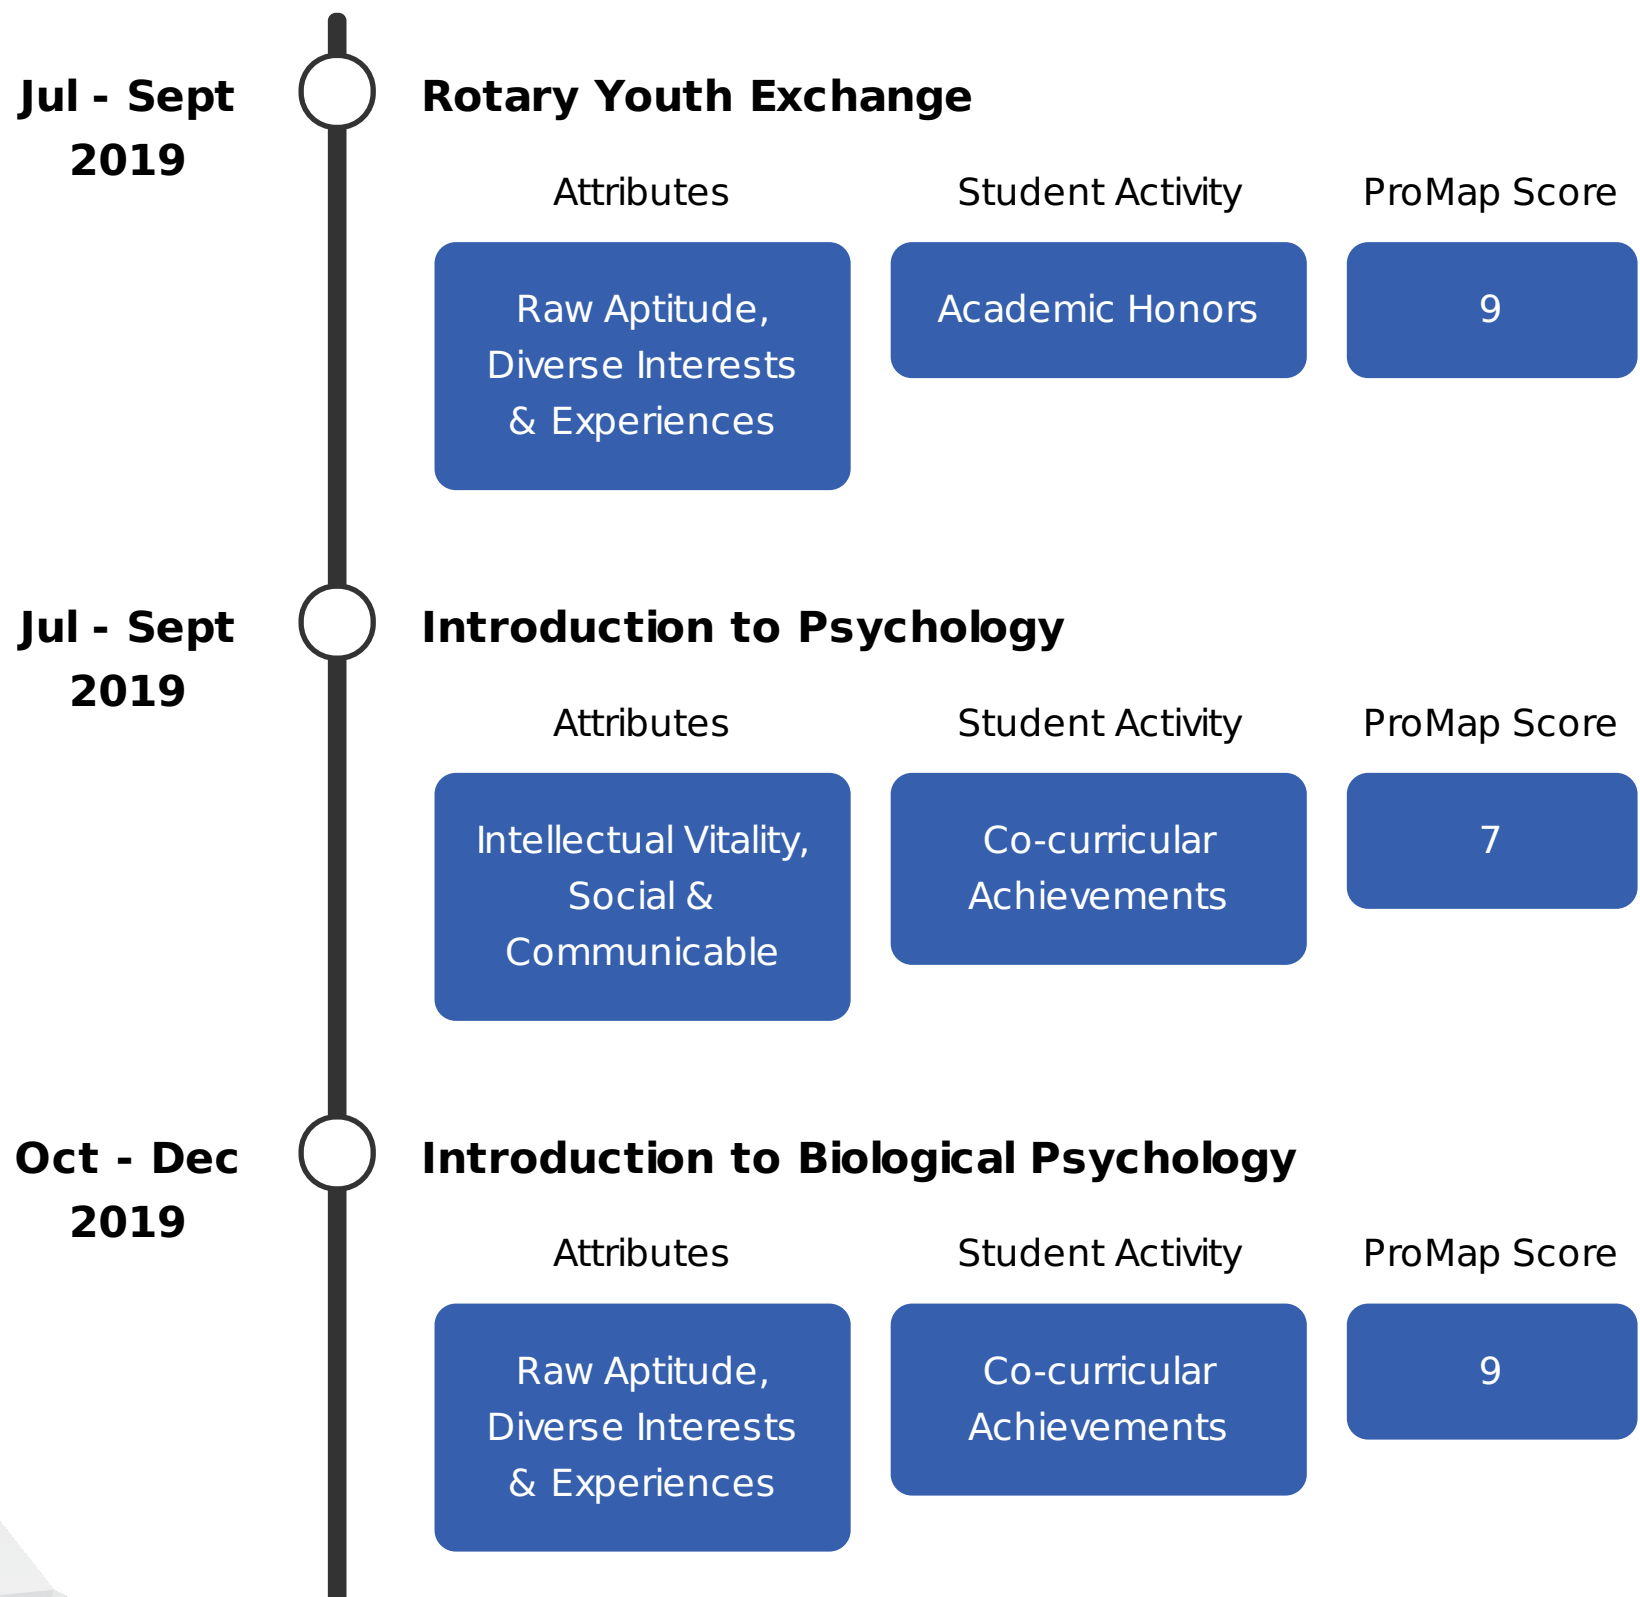 Jul - Sept
2019
Rotary Youth Exchange
Attributes
Student Activity
ProMap Score
Raw Aptitude,
Diverse Interests
& Experiences
Academic Honors
9
Jul - Sept
2019
Introduction to Psychology
Attributes
Student Activity
ProMap Score
Intellectual Vitality,
Social &
Communicable
Co-curricular
Achievements
7
Oct - Dec
2019
Introduction to Biological Psychology
Attributes
Student Activity
ProMap Score
Raw Aptitude,
Diverse Interests
& Experiences
Co-curricular
Achievements
9